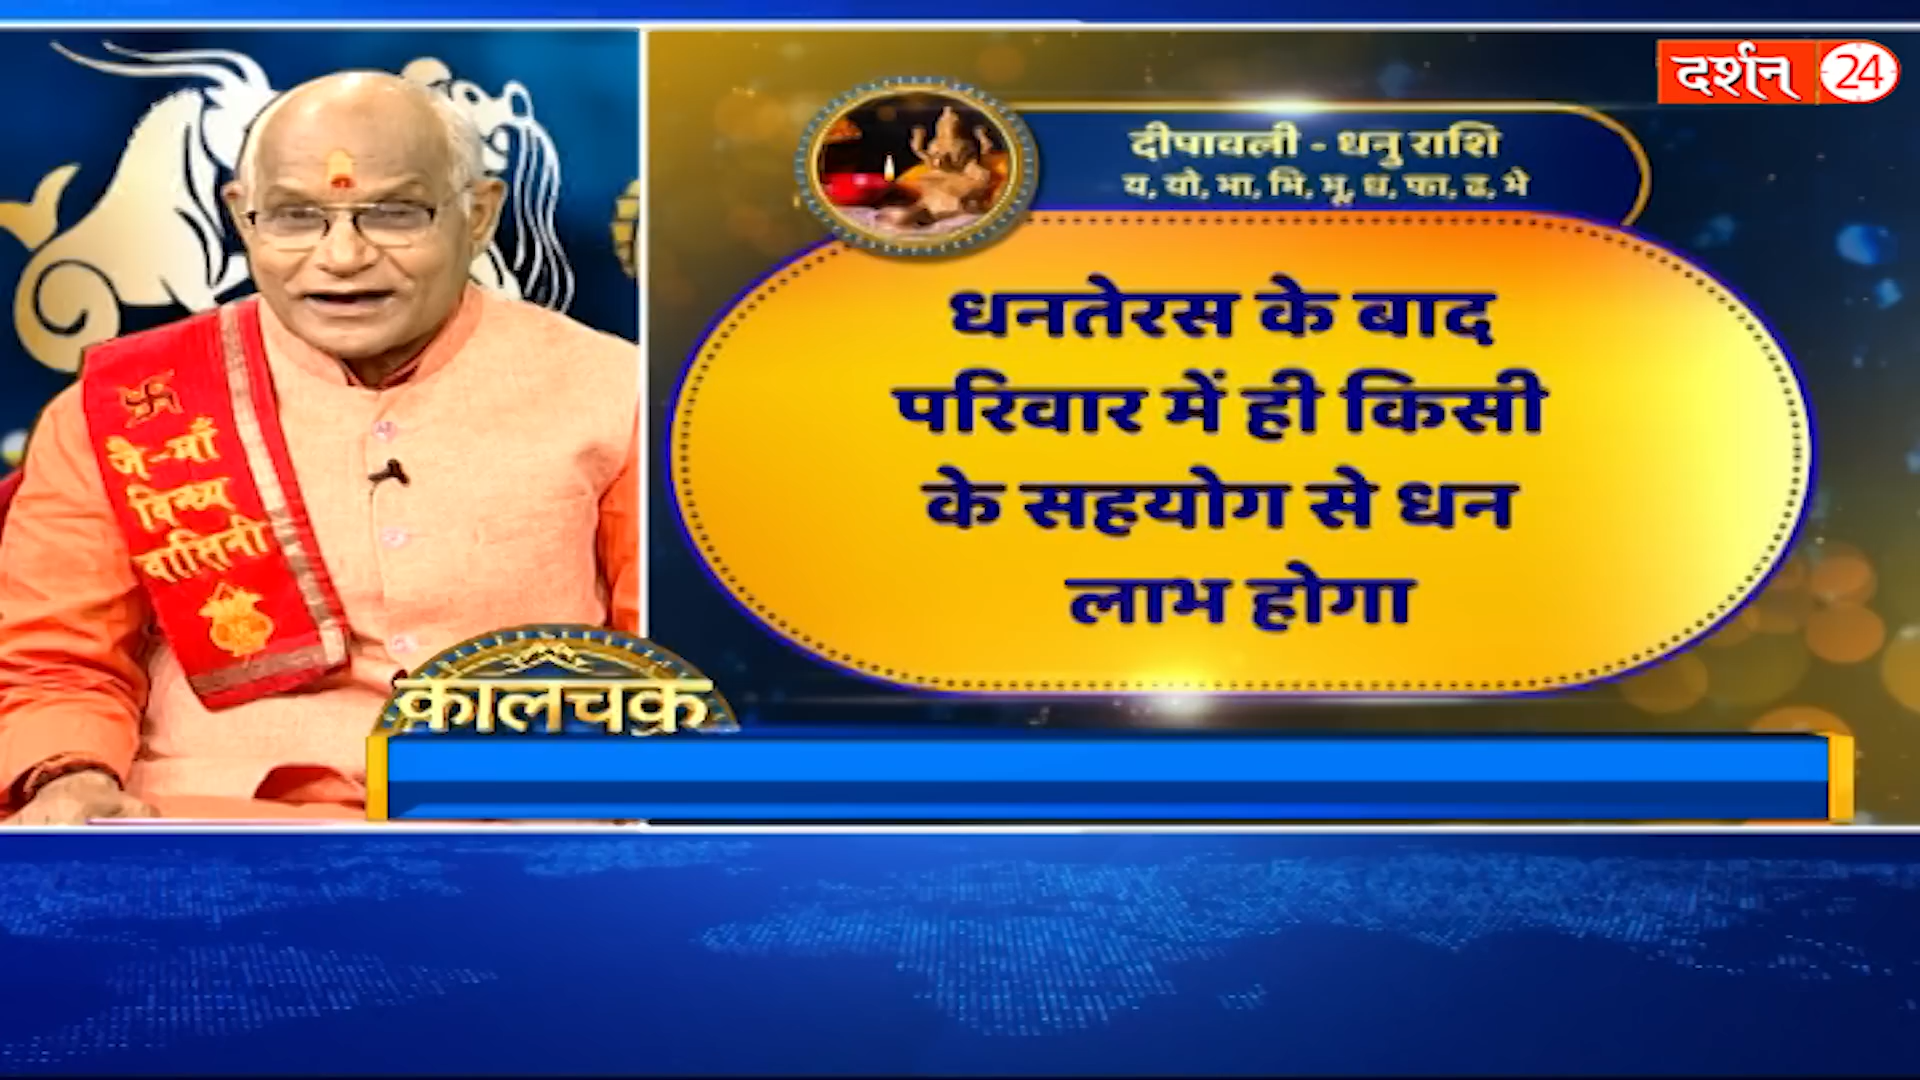 दर्शन 24
दीपावली - धनु राशि
य, यो, भा, भि, भू, ध, फा, ढ, भे
धनतेरस के बाद
परिवार में ही किसी
के सहयोग से धन
लाभ होगा
जै-माँ
विन्ध्य
वासिनी
कालचक्र